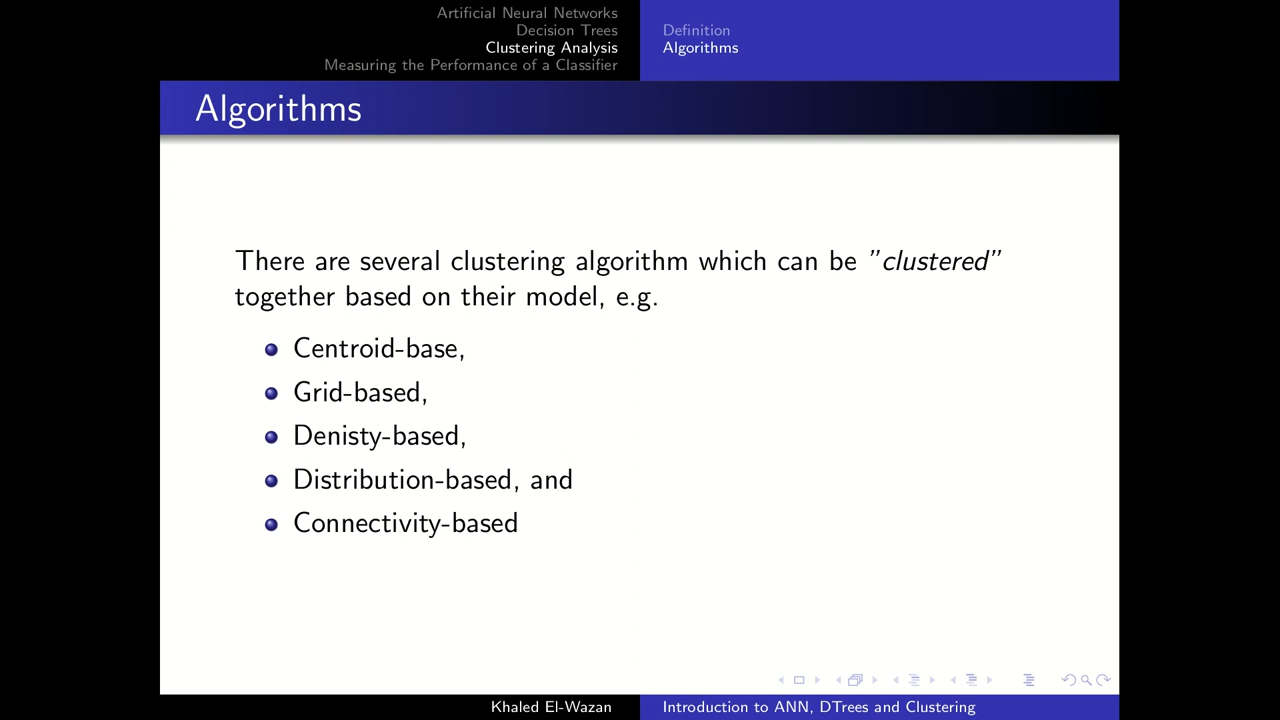 Artificial Neural Networks
Decision Trees
Clustering Analysis
Measuring the Performance of a Classifier
Definition
Algorithms
Algorithms
There are several clustering algorithm which can be ”clustered”
together based on their model, e.g.
Centroid-base,
Grid-based,
Denisty-based,
Distribution-based, and
Connectivity-based
Khaled El-Wazan
Introduction to ANN, DTrees and Clustering